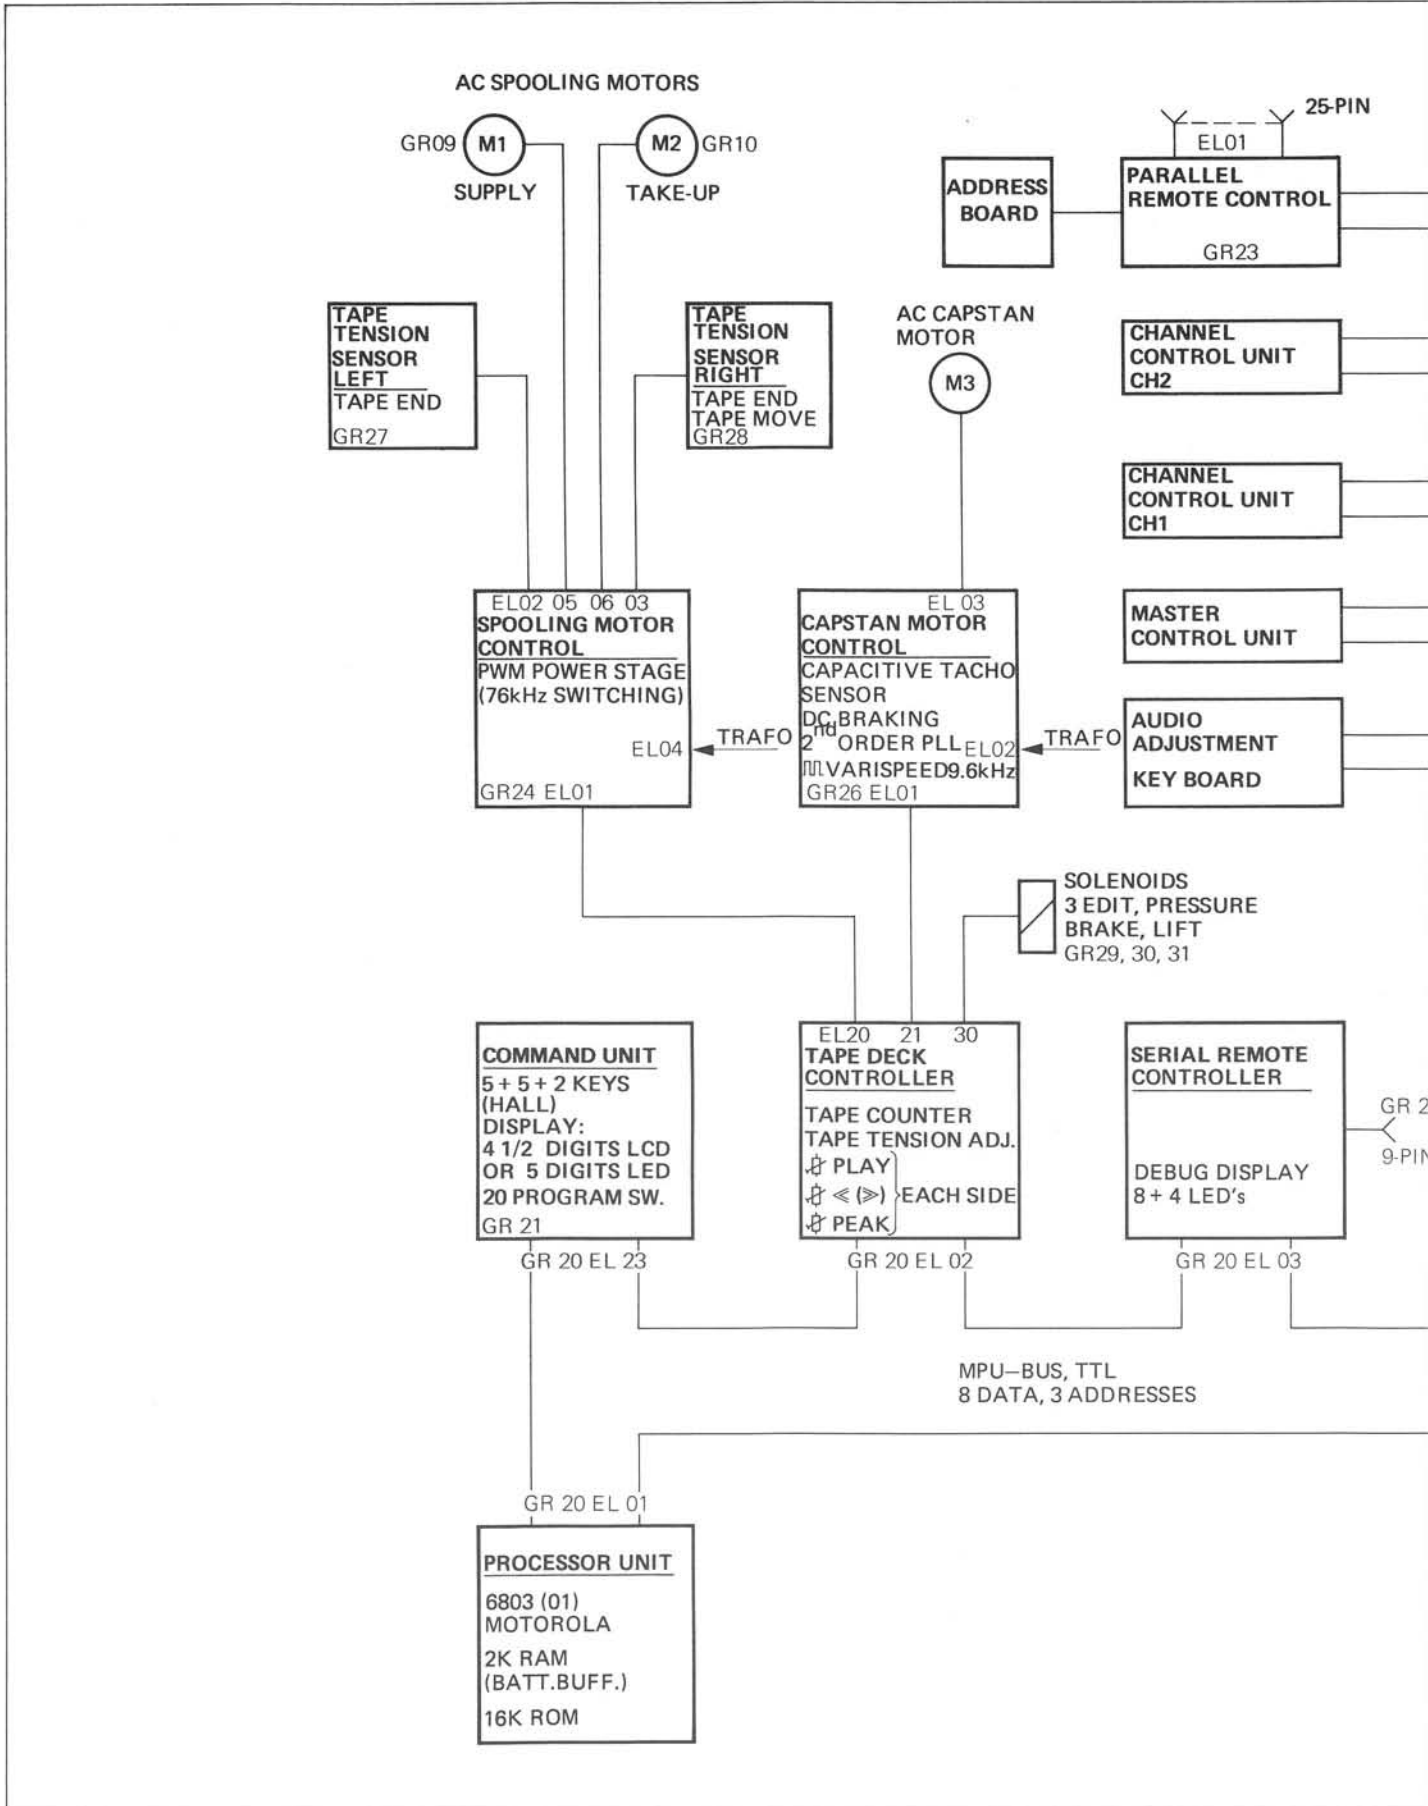 AC SPOOLING MOTORS
GR09
M1
SUPPLY
M2
GR10
TAKE-UP
25-PIN
EL01
ADDRESS
BOARD
PARALLEL
REMOTE CONTROL
GR23
TAPE
TENSION
SENSOR
LEFT
TAPE END
GR27
TAPE
TENSION
SENSOR
RIGHT
TAPE END
TAPE MOVE
GR28
AC CAPSTAN
MOTOR
M3
CHANNEL
CONTROL UNIT
CH2
CHANNEL
CONTROL UNIT
CH1
EL02 05 06 03
SPOOLING MOTOR
CONTROL
PWM POWER STAGE
(76kHz SWITCHING)
EL04
GR24 EL01
TRAFO
EL 03
CAPSTAN MOTOR
CONTROL
CAPACITIVE TACHO
SENSOR
DC BRAKING
2nd ORDER PLL EL02
VARISPEED 9.6kHz
GR26 EL01
TRAFO
MASTER
CONTROL UNIT
AUDIO
ADJUSTMENT
KEY BOARD
SOLENOIDS
3 EDIT, PRESSURE
BRAKE, LIFT
GR29, 30, 31
COMMAND UNIT
5 + 5 + 2 KEYS
(HALL)
DISPLAY:
4 1/2 DIGITS LCD
OR 5 DIGITS LED
20 PROGRAM SW.
GR 21
GR 20 EL 23
EL20 21 30
TAPE DECK
CONTROLLER
TAPE COUNTER
TAPE TENSION ADJ.
PLAY
≪ (≫) EACH SIDE
PEAK
GR 20 EL 02
SERIAL REMOTE
CONTROLLER
DEBUG DISPLAY
8 + 4 LED's
GR 20 EL 03
GR 2
9-PIN
MPU–BUS, TTL
8 DATA, 3 ADDRESSES
GR 20 EL 01
PROCESSOR UNIT
6803 (01)
MOTOROLA
2K RAM
(BATT.BUFF.)
16K ROM